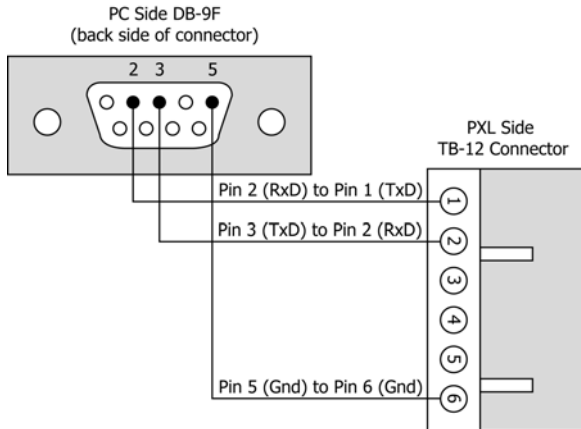 PC Side DB-9F
(back side of connector)
2 3 5
PXL Side
TB-12 Connector
Pin 2 (RxD) to Pin 1 (TxD)
1
Pin 3 (TxD) to Pin 2 (RxD)
2
3
4
5
Pin 5 (Gnd) to Pin 6 (Gnd)
6